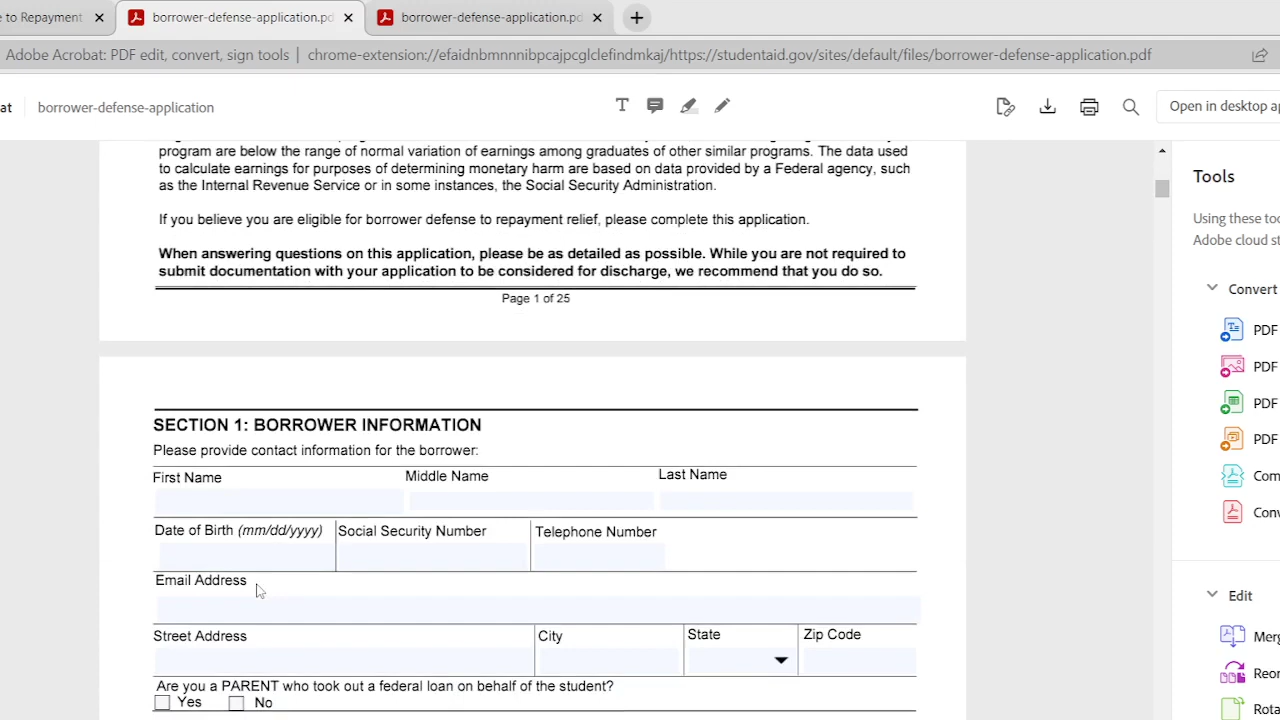 e to Repayment
borrower-defense-application.pd
borrower-defense-application.pd
Adobe Acrobat: PDF edit, convert, sign tools | chrome-extension://efaidnbmnnnibpcajpcglclefindmkaj/https://studentaid.gov/sites/default/files/borrower-defense-application.pdf
at
borrower-defense-application
Open in desktop ap
program are below the range of normal variation of earnings among graduates of other similar programs. The data used
to calculate earnings for purposes of determining monetary harm are based on data provided by a Federal agency, such
as the Internal Revenue Service or in some instances, the Social Security Administration.
If you believe you are eligible for borrower defense to repayment relief, please complete this application.
When answering questions on this application, please be as detailed as possible. While you are not required to
submit documentation with your application to be considered for discharge, we recommend that you do so.
Page 1 of 25
SECTION 1: BORROWER INFORMATION
Please provide contact information for the borrower:
First Name Middle Name Last Name
Date of Birth (mm/dd/yyyy) Social Security Number Telephone Number
Email Address
Street Address City State Zip Code
Are you a PARENT who took out a federal loan on behalf of the student?
Yes No
Tools
Using these too
Adobe cloud st
Convert
PDF
PDF
PDF
PDF
Com
Conv
Edit
Merg
Reor
Rota